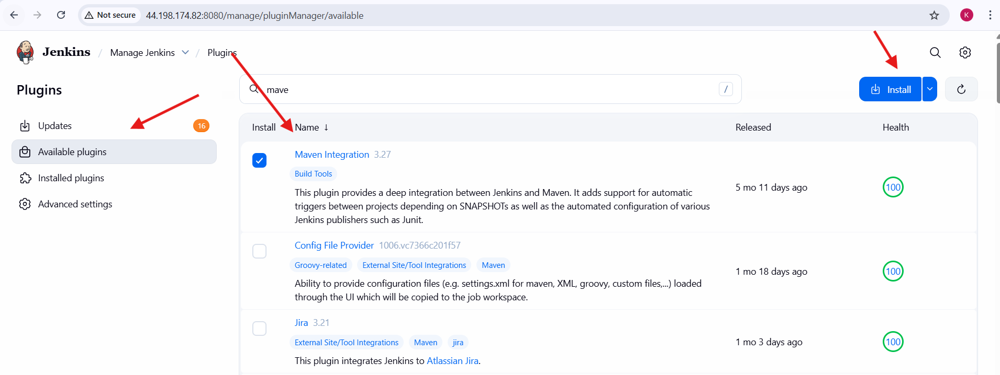 Not secure 44.198.174.82:8080/manage/pluginManager/available K
Jenkins / Manage Jenkins / Plugins
Plugins
mave /
Install
Updates 16
Available plugins
Installed plugins
Advanced settings
Install Name ↓ Released Health
Maven Integration 3.27
Build Tools
This plugin provides a deep integration between Jenkins and Maven. It adds support for automatic
triggers between projects depending on SNAPSHOTs as well as the automated configuration of various
Jenkins publishers such as Junit.
5 mo 11 days ago
100
Config File Provider 1006.vc7366c201f57
Groovy-related External Site/Tool Integrations Maven
Ability to provide configuration files (e.g. settings.xml for maven, XML, groovy, custom files,...) loaded
through the UI which will be copied to the job workspace.
1 mo 18 days ago
100
Jira 3.21
External Site/Tool Integrations Maven jira
This plugin integrates Jenkins to Atlassian Jira.
1 mo 3 days ago
100